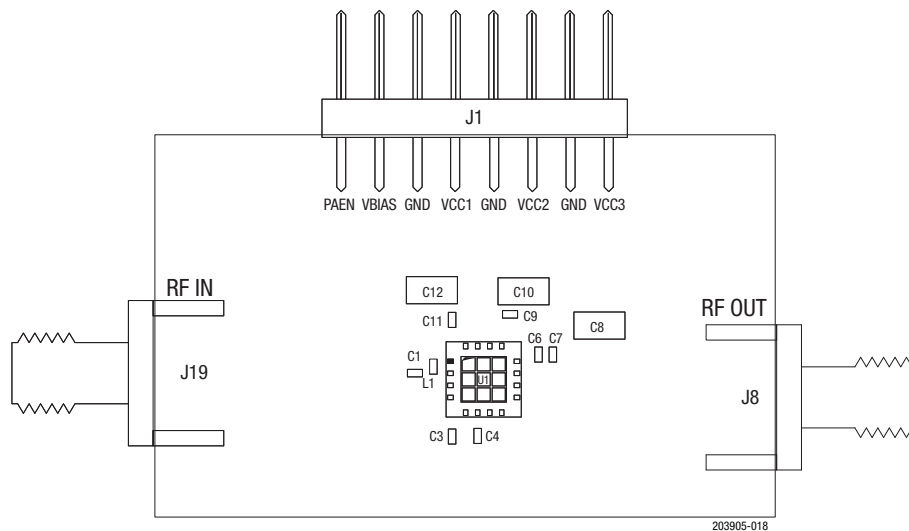 J1
PAEN VBIAS GND VCC1 GND VCC2 GND VCC3
RF IN
C12
C10
C9
C11
C8
RF OUT
C6 C7
C1
L1
U1
J19
J8
C3
C4
203905-018